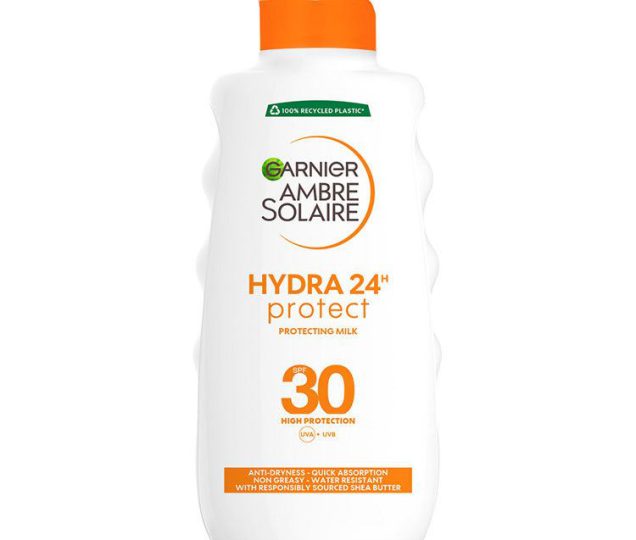 100% RECYCLED PLASTIC*
GARNIER
AMBRE
SOLAIRE
HYDRA 24H
protect
PROTECTING MILK
SPF
30
HIGH PROTECTION
UVA + UVB
ANTI-DRYNESS - QUICK ABSORPTION
NON GREASY - WATER RESISTANT
WITH RESPONSIBLY SOURCED SHEA BUTTER